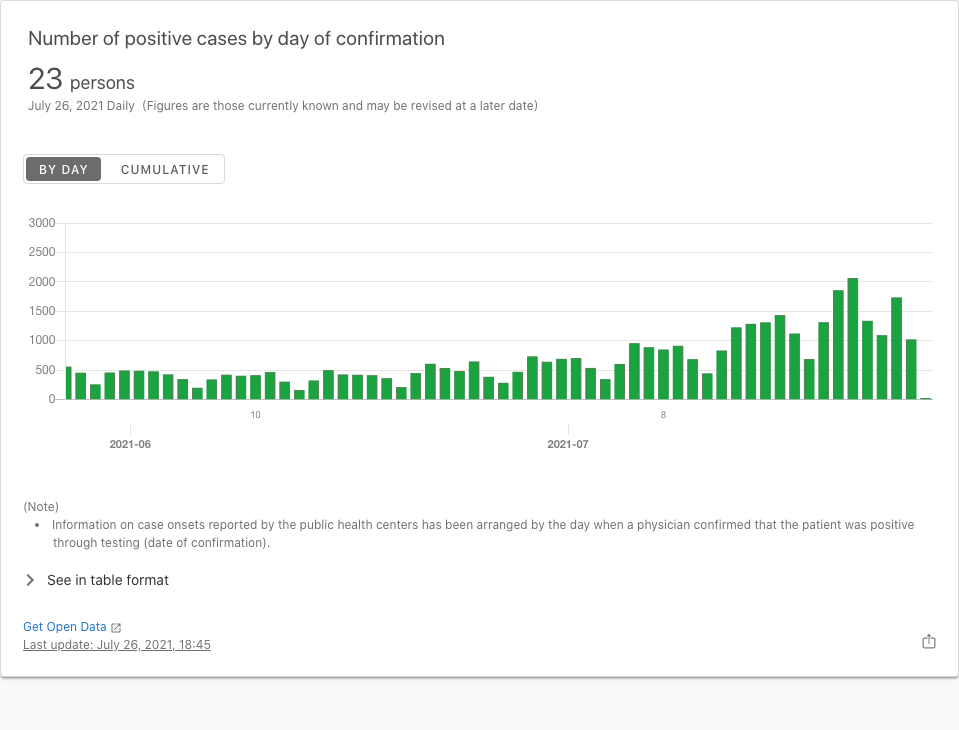 Number of positive cases by day of confirmation
23 persons
July 26, 2021 Daily (Figures are those currently known and may be revised at a later date)
BY DAY CUMULATIVE
3000
2500
2000
1500
1000
500
0
10 8
2021-06 2021-07
(Note)
• Information on case onsets reported by the public health centers has been arranged by the day when a physician confirmed that the patient was positive
through testing (date of confirmation).
See in table format
Get Open Data
Last update: July 26, 2021, 18:45